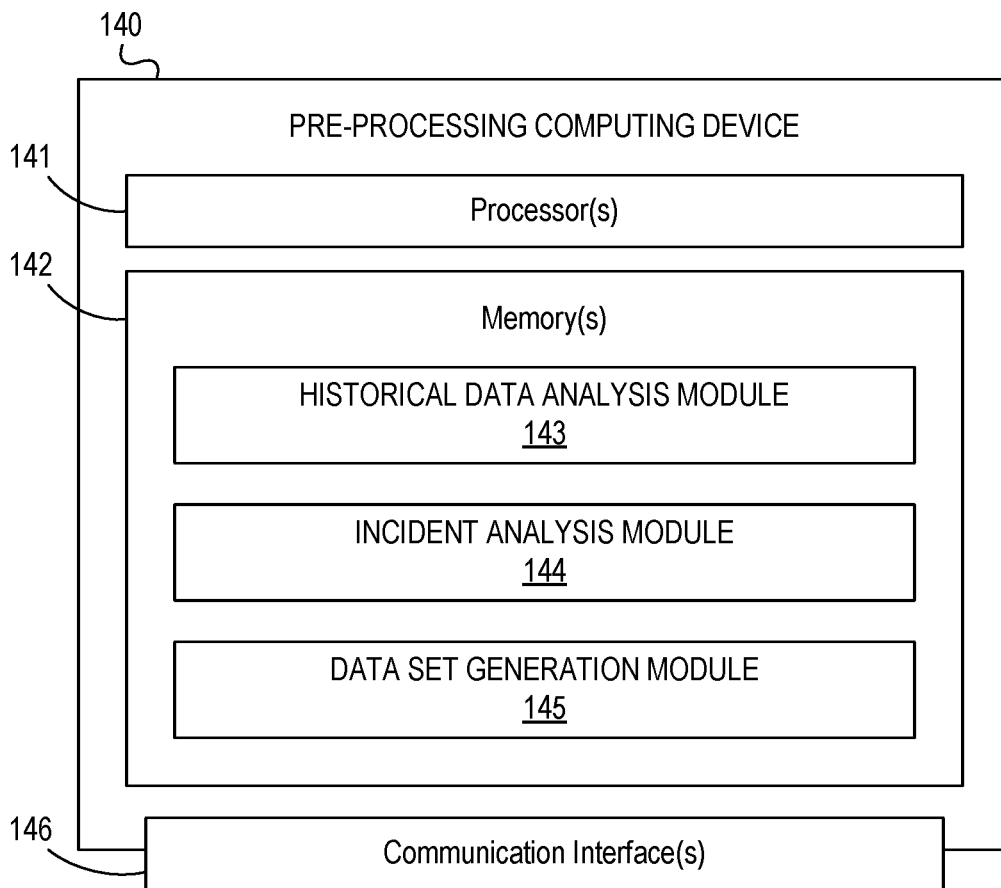 140
PRE-PROCESSING COMPUTING DEVICE
141
Processor(s)
142
Memory(s)
HISTORICAL DATA ANALYSIS MODULE
143
INCIDENT ANALYSIS MODULE
144
DATA SET GENERATION MODULE
145
146
Communication Interface(s)